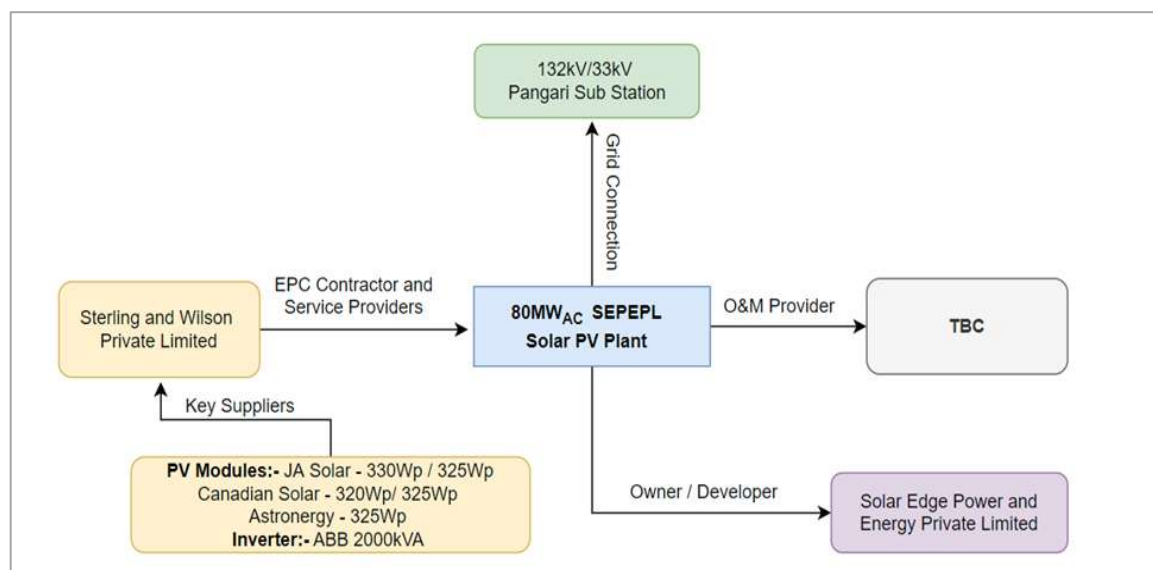 132kV/33kV
Pangari Sub Station
Grid Connection
EPC Contractor and
Service Providers
Sterling and Wilson
Private Limited
80MWAC SEPEPL
Solar PV Plant
O&M Provider
TBC
Key Suppliers
PV Modules:- JA Solar - 330Wp / 325Wp
Canadian Solar - 320Wp/ 325Wp
Astronergy - 325Wp
Inverter:- ABB 2000kVA
Owner / Developer
Solar Edge Power and
Energy Private Limited